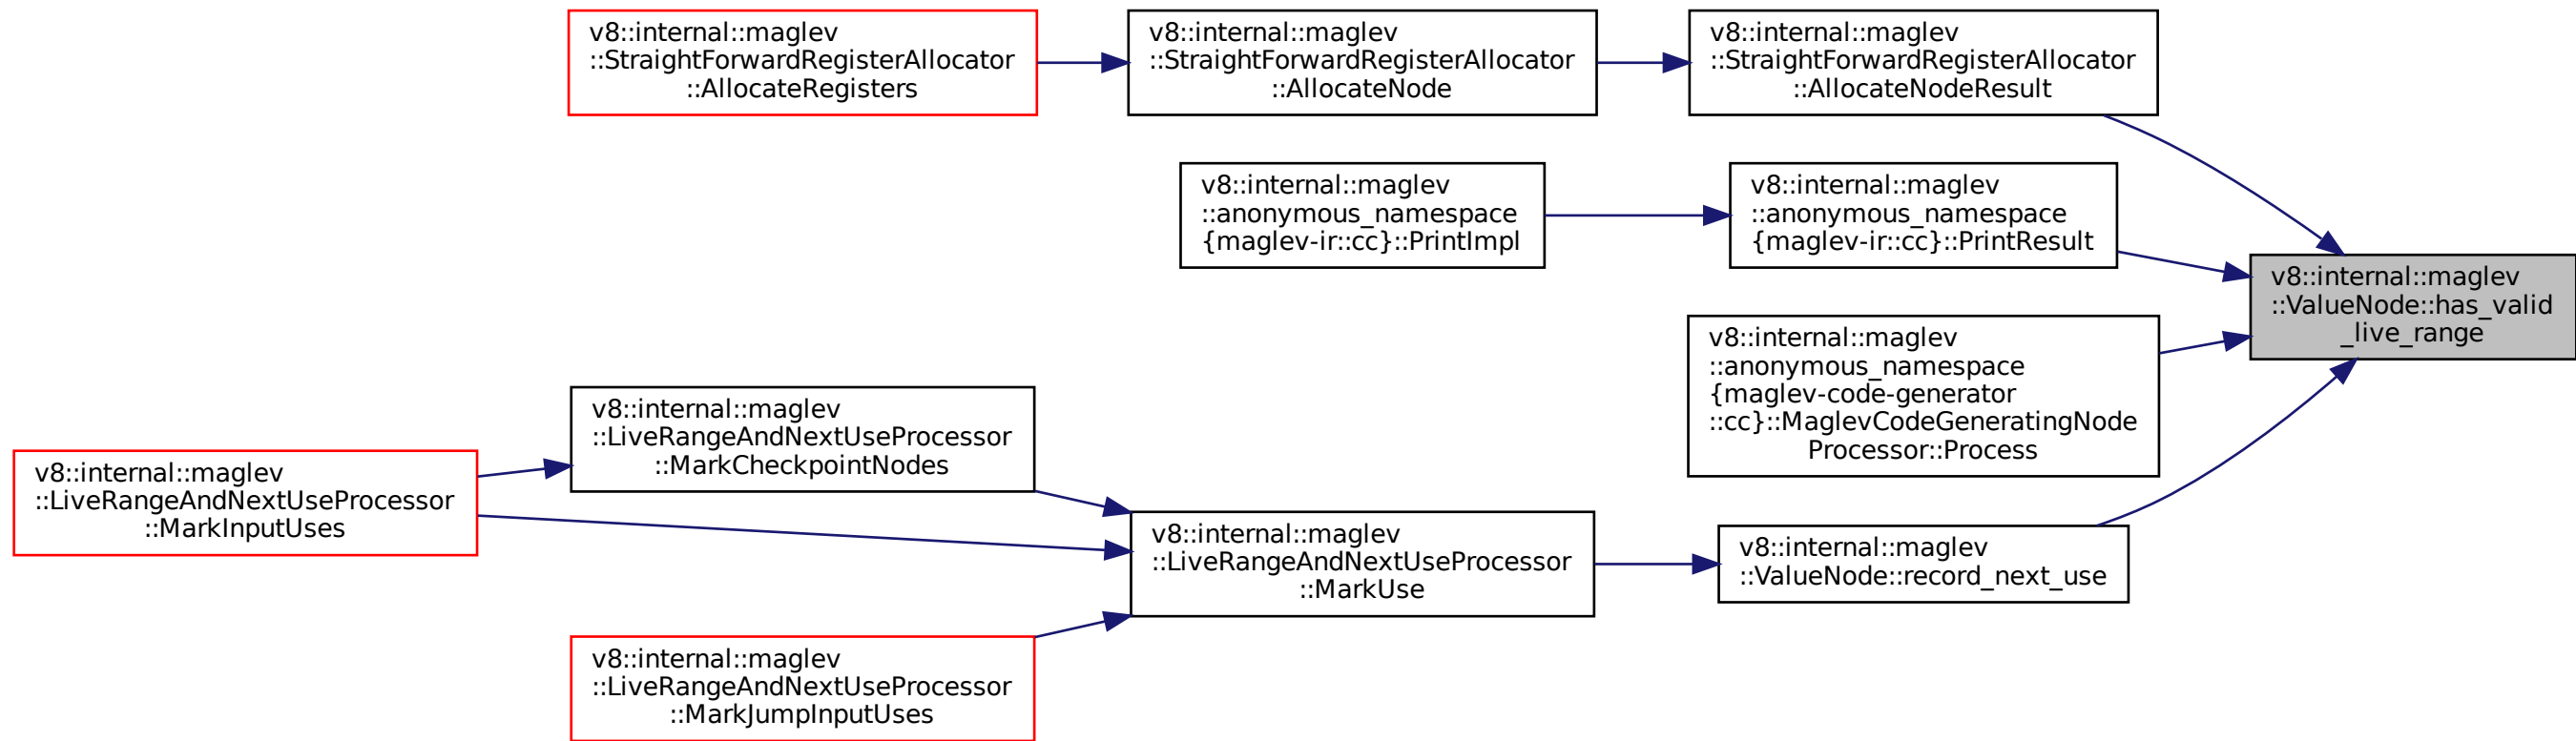 v8::internal::maglev
::StraightForwardRegisterAllocator
::AllocateRegisters
v8::internal::maglev
::StraightForwardRegisterAllocator
::AllocateNode
v8::internal::maglev
::StraightForwardRegisterAllocator
::AllocateNodeResult
v8::internal::maglev
::anonymous_namespace
{maglev-ir::cc}::PrintImpl
v8::internal::maglev
::anonymous_namespace
{maglev-ir::cc}::PrintResult
v8::internal::maglev
::ValueNode::has_valid
_live_range
v8::internal::maglev
::anonymous_namespace
{maglev-code-generator
::cc}::MaglevCodeGeneratingNode
Processor::Process
v8::internal::maglev
::LiveRangeAndNextUseProcessor
::MarkCheckpointNodes
v8::internal::maglev
::LiveRangeAndNextUseProcessor
::MarkInputUses
v8::internal::maglev
::LiveRangeAndNextUseProcessor
::MarkUse
v8::internal::maglev
::ValueNode::record_next_use
v8::internal::maglev
::LiveRangeAndNextUseProcessor
::MarkJumpInputUses